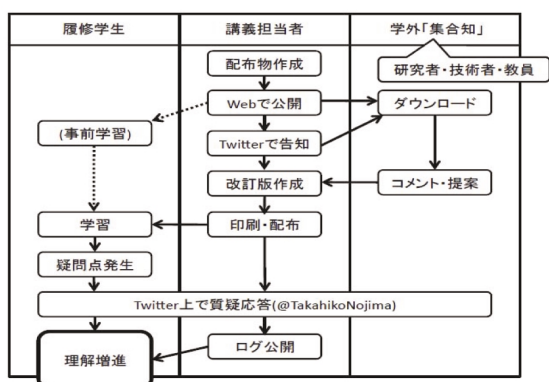 履修学生
講義担当者
学外「集合知」
配布物作成
研究者・技術者・教員
Webで公開
ダウンロード
(事前学習)
Twitterで告知
改訂版作成
コメント・提案
学習
印刷・配布
疑問点発生
Twitter上で質疑応答(@TakahikoNojima)
理解増進
ログ公開